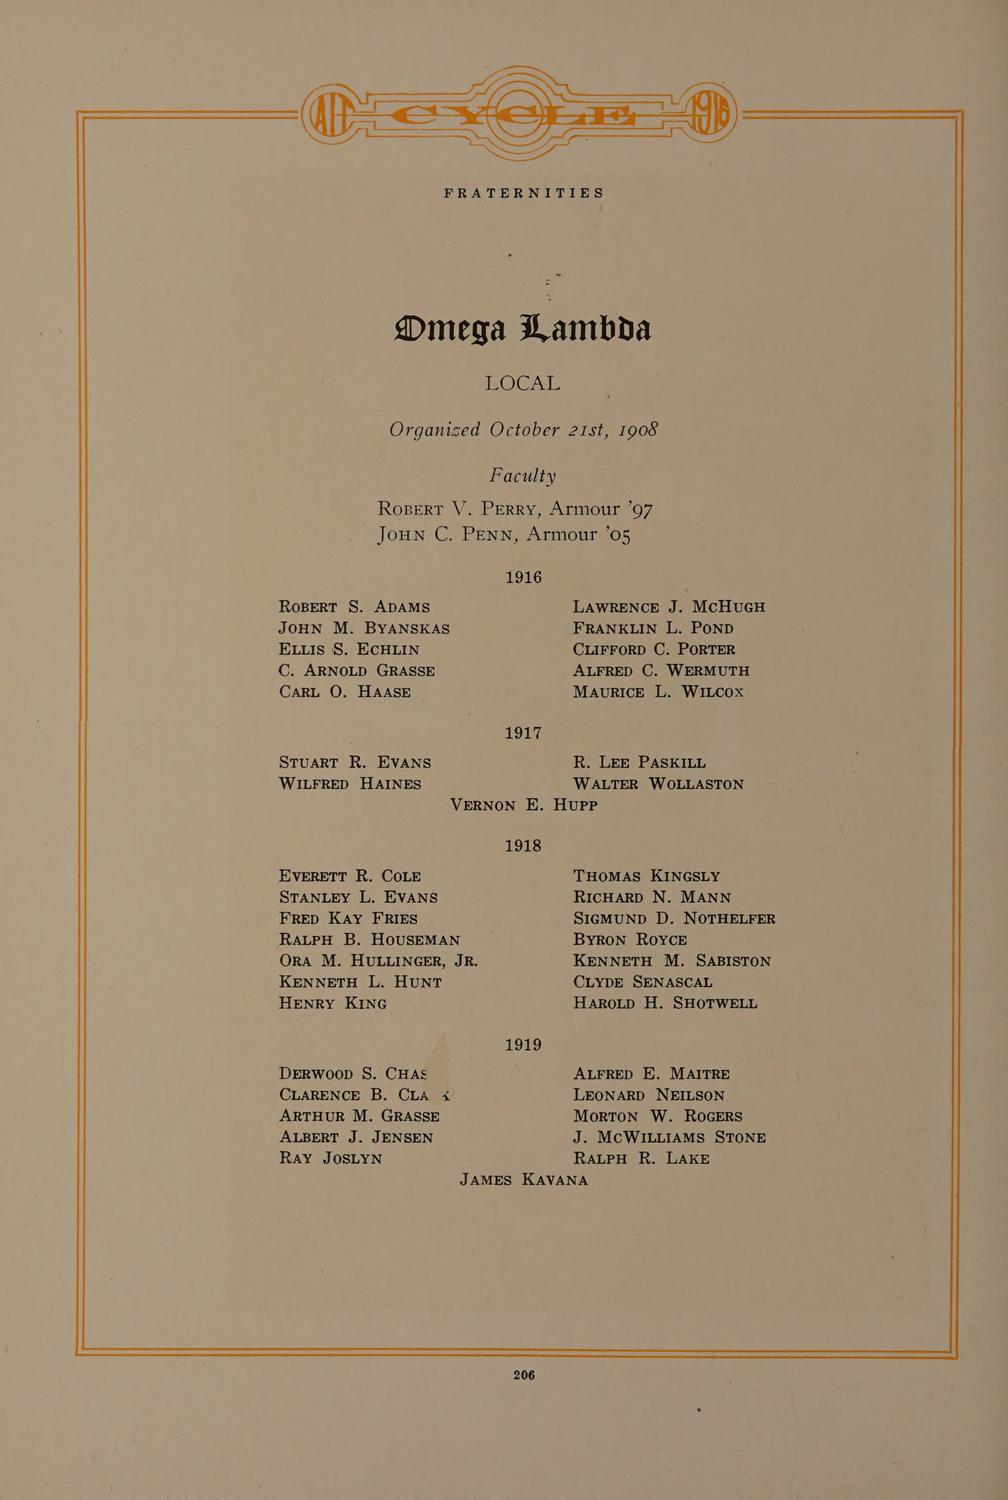 AIT CYCLE 1916
FRATERNITIES
Omega Lambda
LOCAL
Organized October 21st, 1908
Faculty
ROBERT V. PERRY, Armour '97
JOHN C. PENN, Armour '05
1916
ROBERT S. ADAMS
JOHN M. BYANSKAS
ELLIS S. ECHLIN
C. ARNOLD GRASSE
CARL O. HAASE
LAWRENCE J. MCHUGH
FRANKLIN L. POND
CLIFFORD C. PORTER
ALFRED C. WERMUTH
MAURICE L. WILCOX
1917
STUART R. EVANS
WILFRED HAINES
R. LEE PASKILL
WALTER WOLLASTON
VERNON E. HUPP
1918
EVERETT R. COLE
STANLEY L. EVANS
FRED KAY FRIES
RALPH B. HOUSEMAN
ORA M. HULLINGER, JR.
KENNETH L. HUNT
HENRY KING
THOMAS KINGSLY
RICHARD N. MANN
SIGMUND D. NOTHELFER
BYRON ROYCE
KENNETH M. SABISTON
CLYDE SENASCAL
HAROLD H. SHOTWELL
1919
DERWOOD S.
CLARENCE B.
ARTHUR M. GRASSE
ALBERT J. JENSEN
RAY JOSLYN
ALFRED E. MAITRE
LEONARD NEILSON
MORTON W. ROGERS
J. MCWILLIAMS STONE
RALPH R. LAKE
JAMES KAVANA
206